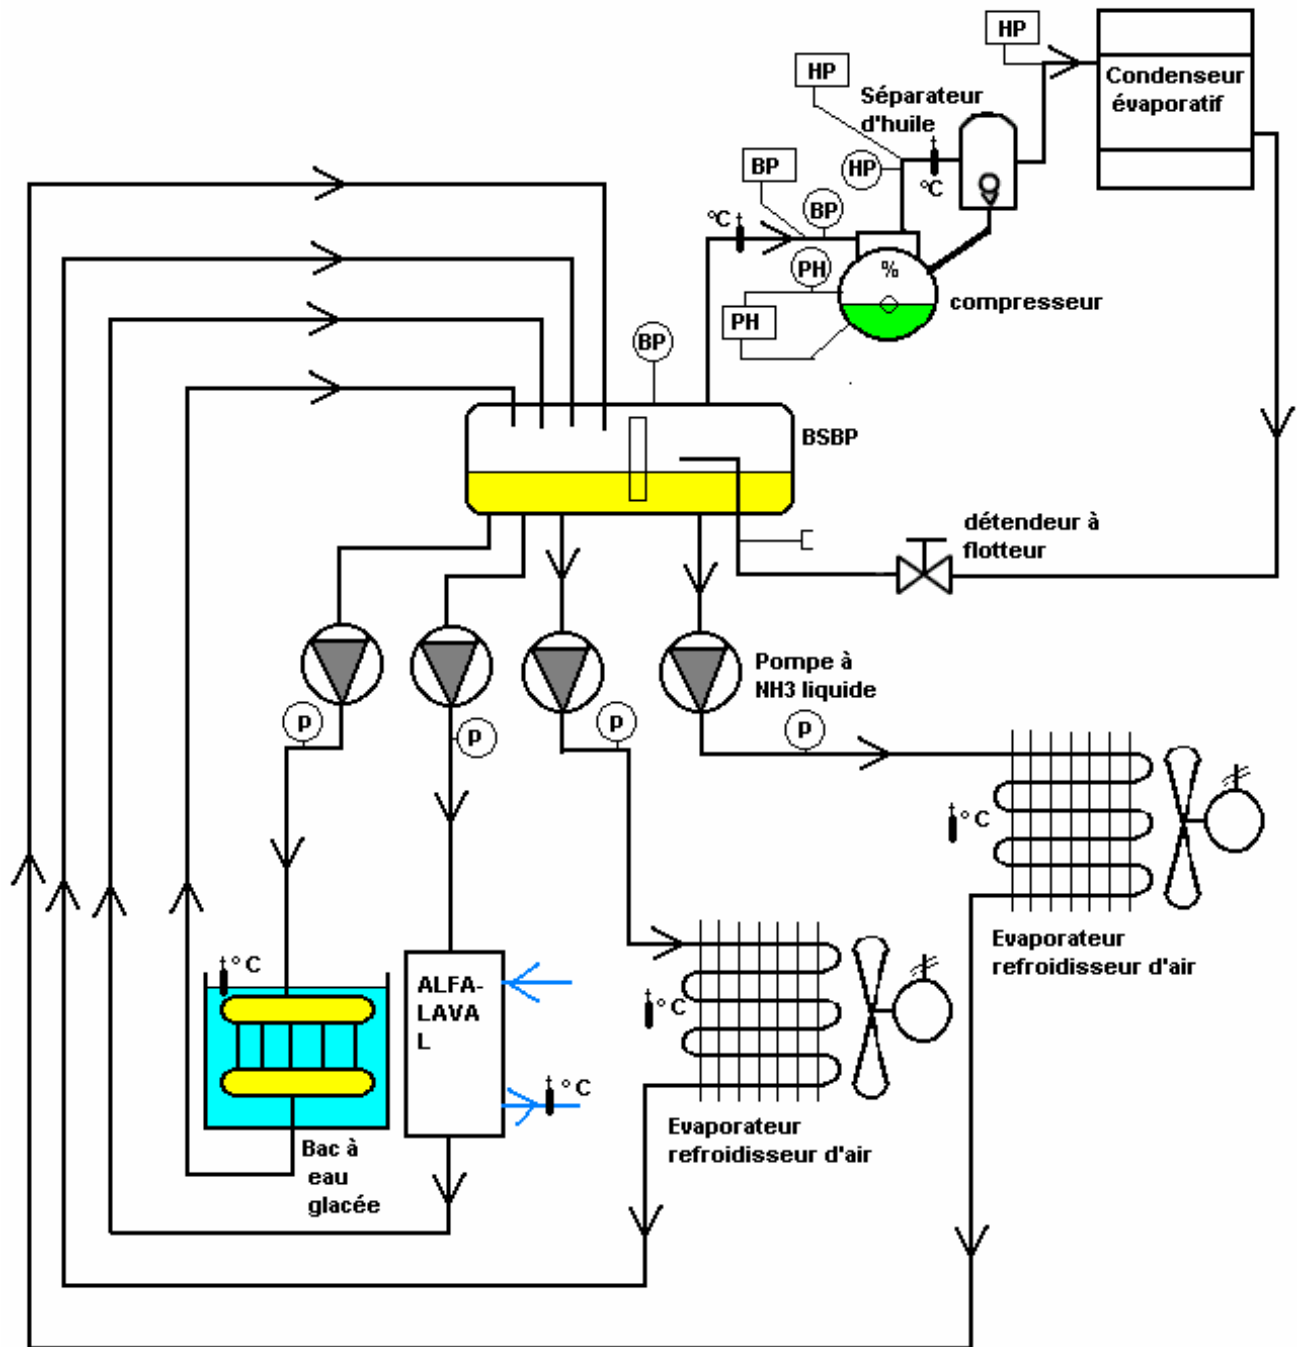 HP
Condenseur
évaporatif
HP
Séparateur
d'huile
HP
t
°C
BP
BP
°C t
PH
%
PH
compresseur
BP
BSBP
détendeur à
flotteur
Pompe à
NH3 liquide
p
p
p
p
t
°C
Evaporateur
refroidisseur d'air
t
°C
ALFA-
LAVA
L
t
°C
t
°C
Evaporateur
refroidisseur d'air
Bac à
eau
glacée